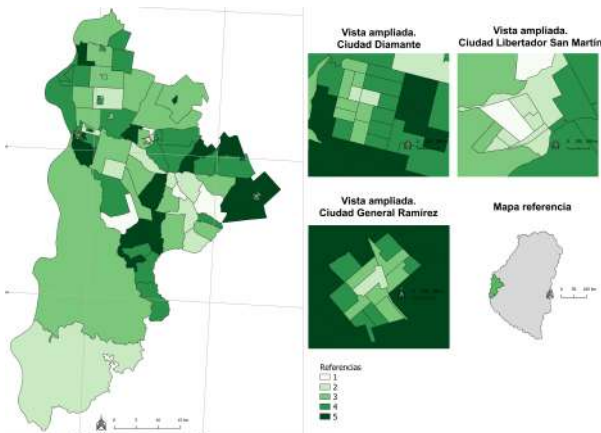 Vista ampliada.
Ciudad Diamante
Vista ampliada.
Ciudad Libertador San Martín
Vista ampliada.
Ciudad General Ramírez
Mapa referencia
Referencias
1
2
3
4
5